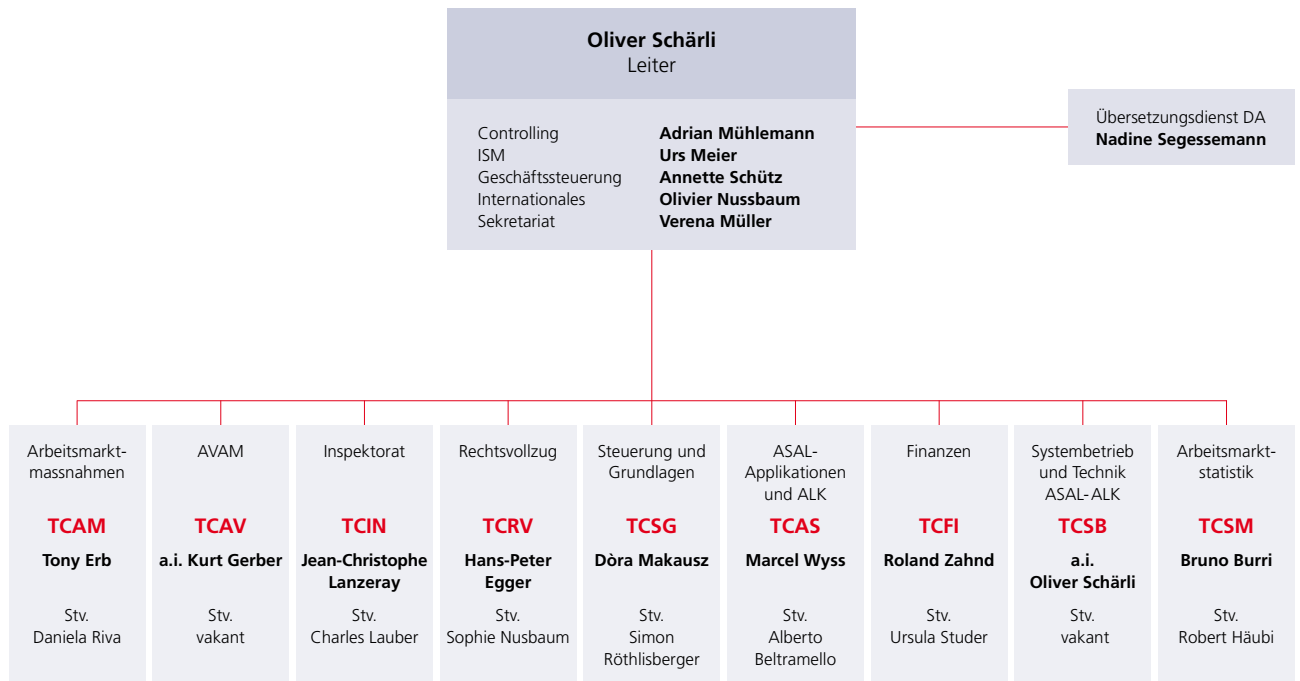 Oliver Schärli
Leiter
Controlling Adrian Mühlemann
ISM Urs Meier
Geschäftssteuerung Annette Schütz
Internationales Olivier Nussbaum
Sekretariat Verena Müller
Übersetzungsdienst DA
Nadine Segessemann
Arbeitsmarkt-
massnahmen
TCAM
Tony Erb
Stv.
Daniela Riva
AVAM
TCAV
a.i. Kurt Gerber
Stv.
vakant
Inspektorat
TCIN
Jean-Christophe
Lanzeray
Stv.
Charles Lauber
Rechtsvollzug
TCRV
Hans-Peter
Egger
Stv.
Sophie Nusbaum
Steuerung und
Grundlagen
TCSG
Dòra Makausz
Stv.
Simon
Röthlisberger
ASAL-
Applikationen
und ALK
TCAS
Marcel Wyss
Stv.
Alberto
Beltramello
Finanzen
TCFI
Roland Zahnd
Stv.
Ursula Studer
Systembetrieb
und Technik
ASAL-ALK
TCSB
a.i.
Oliver Schärli
Stv.
vakant
Arbeitsmarkt-
statistik
TCSM
Bruno Burri
Stv.
Robert Häubi